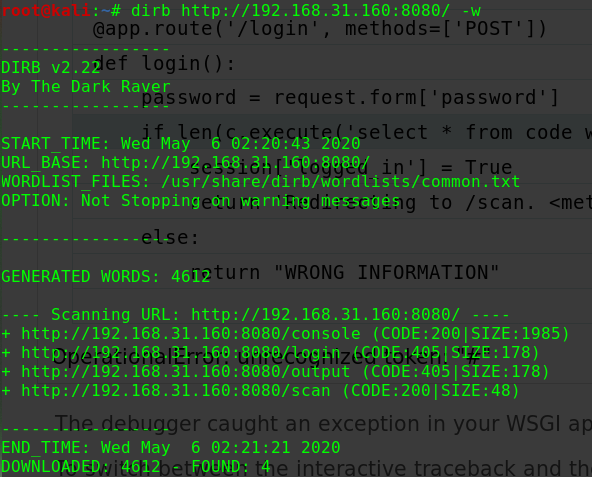 root@kali:~# dirb http://192.168.31.160:8080/ -w
@app.route('/login', methods=['POST'])
-----------------
DIRB v2.22
def login():
By The Dark Raver
password = request.form['password']
-----------------
if len(c.execute('select * from code w
START_TIME: Wed May  6 02:20:43 2020
URL_BASE: http://192.168.31.160:8080/
session['logged_in'] = True
WORDLIST_FILES: /usr/share/dirb/wordlists/common.txt
OPTION: Not Stopping on warning messages
return "Redirecting to /scan. <met
-----------------
else:
GENERATED WORDS: 4612
return "WRONG INFORMATION"
---- Scanning URL: http://192.168.31.160:8080/ ----
+ http://192.168.31.160:8080/console (CODE:200|SIZE:1985)
+ http://192.168.31.160:8080/login (CODE:405|SIZE:178)
OperationalError: unrecognized token:
+ http://192.168.31.160:8080/output (CODE:405|SIZE:178)
+ http://192.168.31.160:8080/scan (CODE:200|SIZE:48)
The debugger caught an exception in your WSGI ap
-----------------
END_TIME: Wed May  6 02:21:21 2020
DOWNLOADED: 4612 - FOUND: 4
To switch between the interactive traceback and the